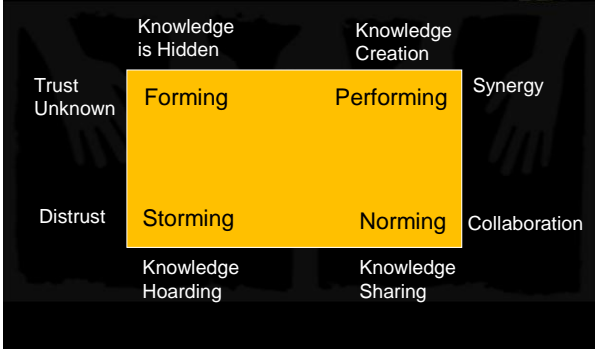 Knowledge
is Hidden
Knowledge
Creation
Trust
Unknown
Forming
Performing
Synergy
Distrust
Storming
Norming
Collaboration
Knowledge
Hoarding
Knowledge
Sharing